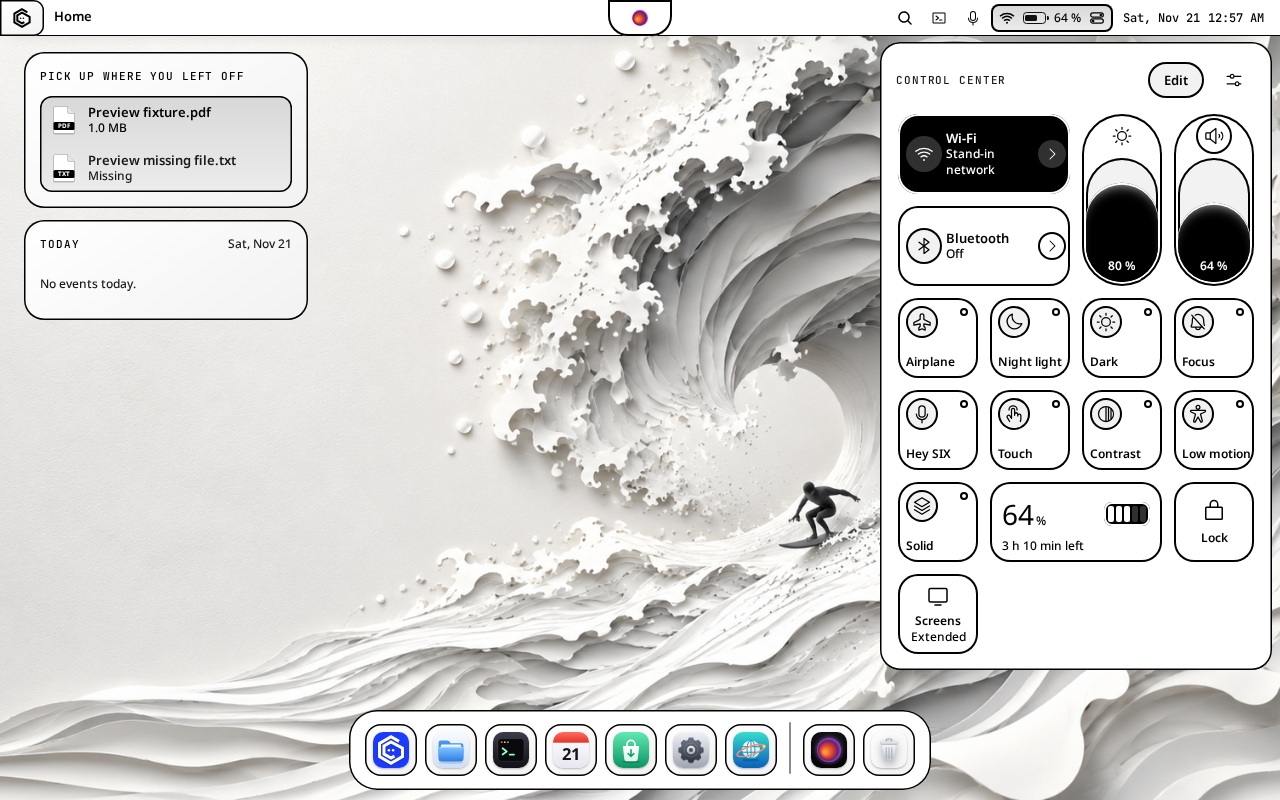 Home
64 %
Sat, Nov 21 12:57 AM
PICK UP WHERE YOU LEFT OFF
PDF
Preview fixture.pdf
1.0 MB
TXT
Preview missing file.txt
Missing
TODAY
Sat, Nov 21
No events today.
CONTROL CENTER
Edit
Wi-Fi
Stand-in
network
Bluetooth
Off
80 %
64 %
Airplane
Night light
Dark
Focus
Hey SIX
Touch
Contrast
Low motion
Solid
64 %
3 h 10 min left
Lock
Screens
Extended
21